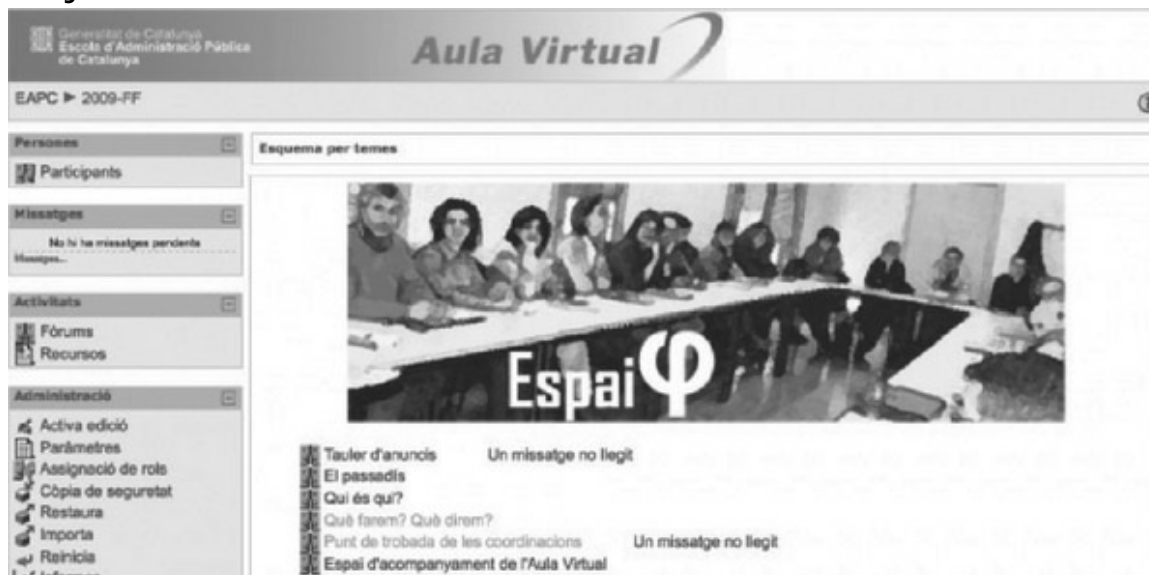 Generalitat de Catalunya
Escola d'Administració Pública
de Catalunya
Aula Virtual
EAPC ► 2009-FF
Persones
Participants
Missatges
No hi ha missatges pendents
Missatges...
Activitats
Fòrums
Recursos
Administració
Activa edició
Paràmetres
Assignació de rols
Còpia de seguretat
Restaura
Importa
Reinicia
Informes
Esquema per temes
Espai φ
Tauler d'anuncis Un missatge no llegit
El passadís
Qui és qui?
Què farem? Què direm?
Punt de trobada de les coordinacions Un missatge no llegit
Espai d'acompanyament de l'Aula Virtual